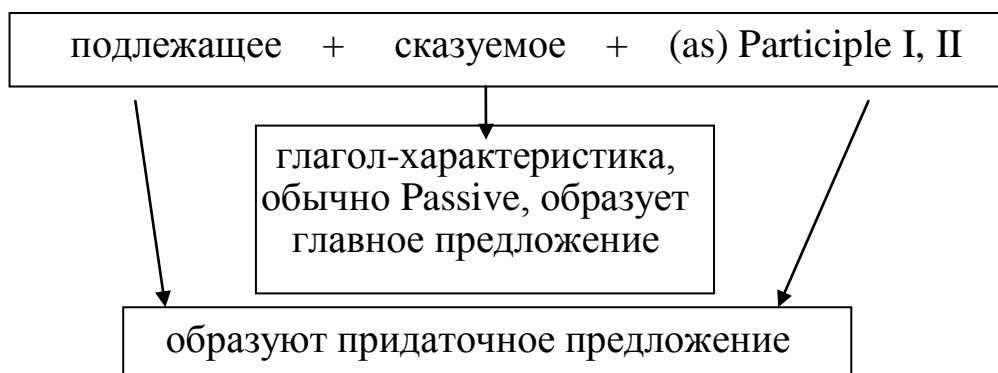 подлежащее + сказуемое + (as) Participle I, II
глагол-характеристика,
обычно Passive, образует
главное предложение
образуют придаточное предложение